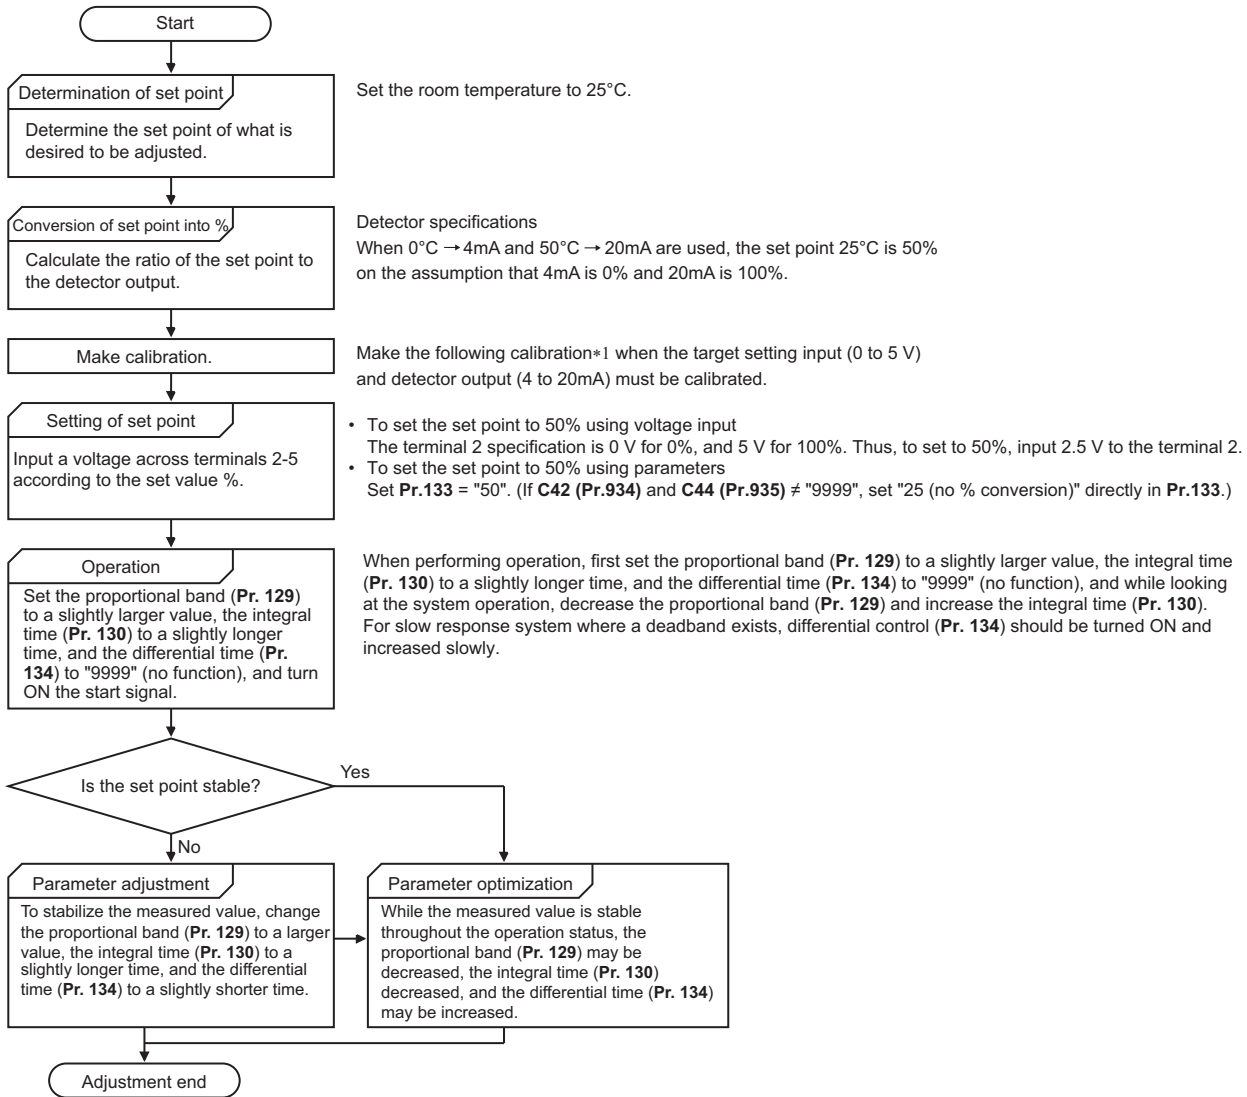 Start
Determination of set point
Determine the set point of what is
desired to be adjusted.
Set the room temperature to 25°C.
Conversion of set point into %
Calculate the ratio of the set point to
the detector output.
Detector specifications
When 0°C →4mA and 50°C → 20mA are used, the set point 25°C is 50%
on the assumption that 4mA is 0% and 20mA is 100%.
Make calibration.
Make the following calibration*1 when the target setting input (0 to 5 V)
and detector output (4 to 20mA) must be calibrated.
Setting of set point
Input a voltage across terminals 2-5
according to the set value %.
• To set the set point to 50% using voltage input
The terminal 2 specification is 0 V for 0%, and 5 V for 100%. Thus, to set to 50%, input 2.5 V to the terminal 2.
• To set the set point to 50% using parameters
Set Pr.133 = "50". (If C42 (Pr.934) and C44 (Pr.935) ≠ "9999", set "25 (no % conversion)" directly in Pr.133.)
Operation
Set the proportional band (Pr. 129)
to a slightly larger value, the integral
time (Pr. 130) to a slightly longer
time, and the differential time (Pr.
134) to "9999" (no function), and turn
ON the start signal.
When performing operation, first set the proportional band (Pr. 129) to a slightly larger value, the integral time
(Pr. 130) to a slightly longer time, and the differential time (Pr. 134) to "9999" (no function), and while looking
at the system operation, decrease the proportional band (Pr. 129) and increase the integral time (Pr. 130).
For slow response system where a deadband exists, differential control (Pr. 134) should be turned ON and
increased slowly.
Is the set point stable?
Yes
No
Parameter adjustment
To stabilize the measured value, change
the proportional band (Pr. 129) to a larger
value, the integral time (Pr. 130) to a
slightly longer time, and the differential
time (Pr. 134) to a slightly shorter time.
Parameter optimization
While the measured value is stable
throughout the operation status, the
proportional band (Pr. 129) may be
decreased, the integral time (Pr. 130)
decreased, and the differential time (Pr. 134)
may be increased.
Adjustment end